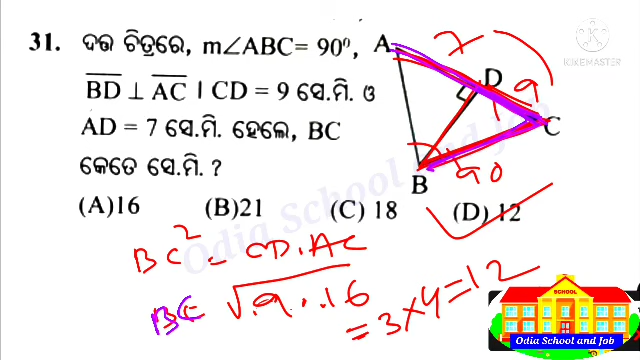 31. ଦତ୍ତ ଚିତ୍ରରେ, m∠ABC= 90⁰,
BD ⊥ AC । CD = 9 ସେ.ମି. ଓ
AD = 7 ସେ.ମି. ହେଲେ, BC
କେତେ ସେ.ମି. ?
(A)16 (B)21 (C) 18 (D) 12
A 7 D 9 C
B 90
BC² = CD.AC
BC √9.16
= 3×4=12
KINEMASTER
Odia School and Job
SCHOOL
Odia School and Job